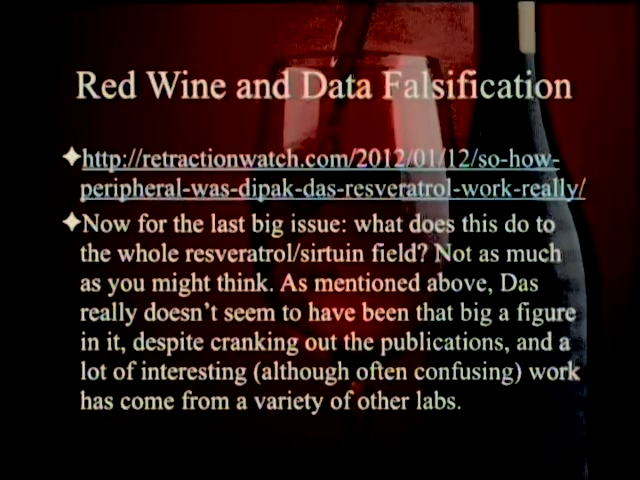 Red Wine and Data Falsification
✦http://retractionwatch.com/2012/01/12/so-how-
peripheral-was-dipak-das-resveratrol-work-really/
✦Now for the last big issue: what does this do to
the whole resveratrol/sirtuin field? Not as much
as you might think. As mentioned above, Das
really doesn't seem to have been that big a figure
in it, despite cranking out the publications, and a
lot of interesting (although often confusing) work
has come from a variety of other labs.